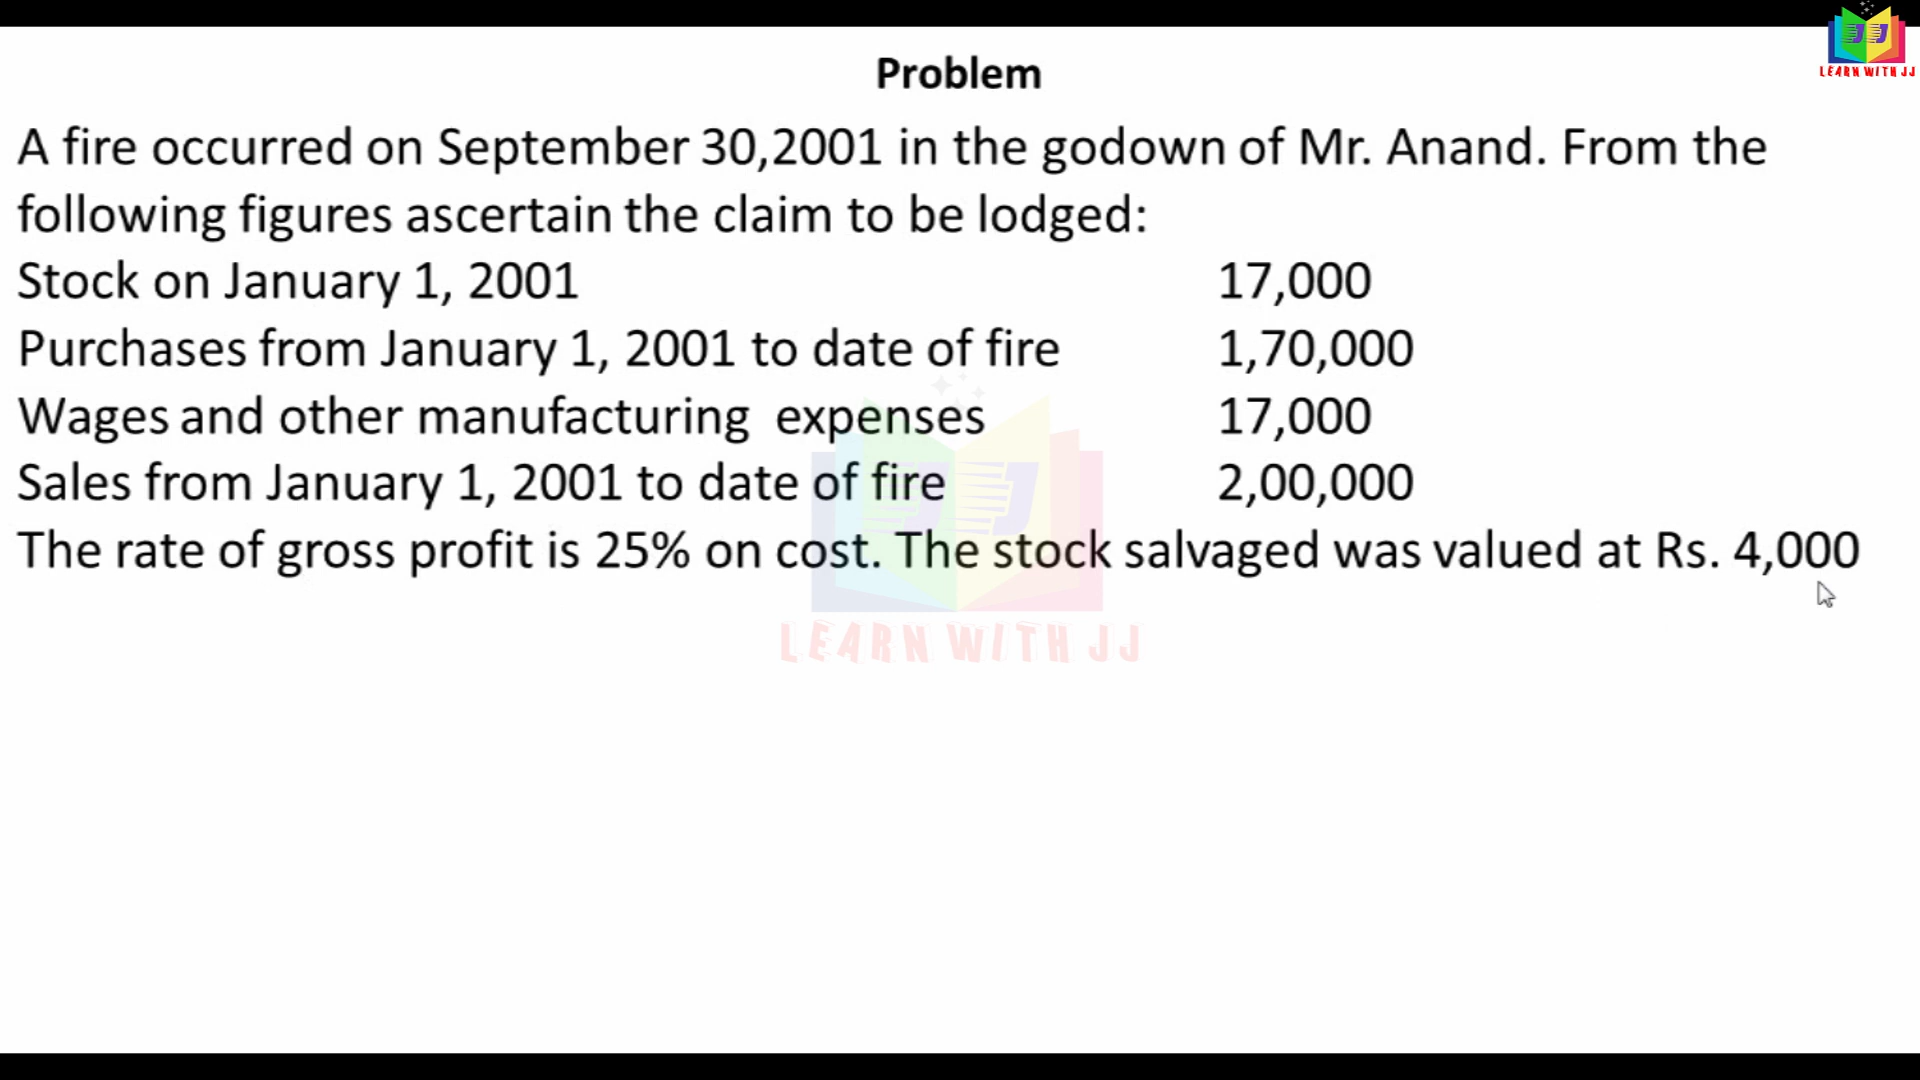 LEARN WITH JJ
Problem
A fire occurred on September 30,2001 in the godown of Mr. Anand. From the
following figures ascertain the claim to be lodged:
Stock on January 1, 2001 17,000
Purchases from January 1, 2001 to date of fire 1,70,000
Wages and other manufacturing expenses 17,000
Sales from January 1, 2001 to date of fire 2,00,000
The rate of gross profit is 25% on cost. The stock salvaged was valued at Rs. 4,000
LEARN WITH JJ